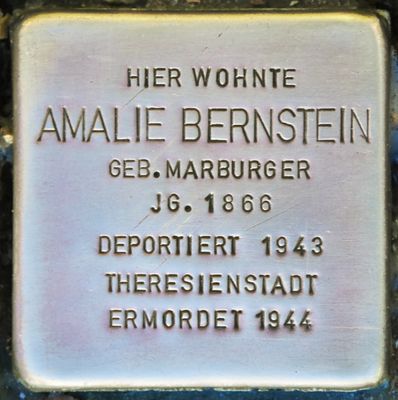 HIER WOHNTE
AMALIE BERNSTEIN
GEB. MARBURGER
JG. 1866
DEPORTIERT 1943
THERESIENSTADT
ERMORDET 1944